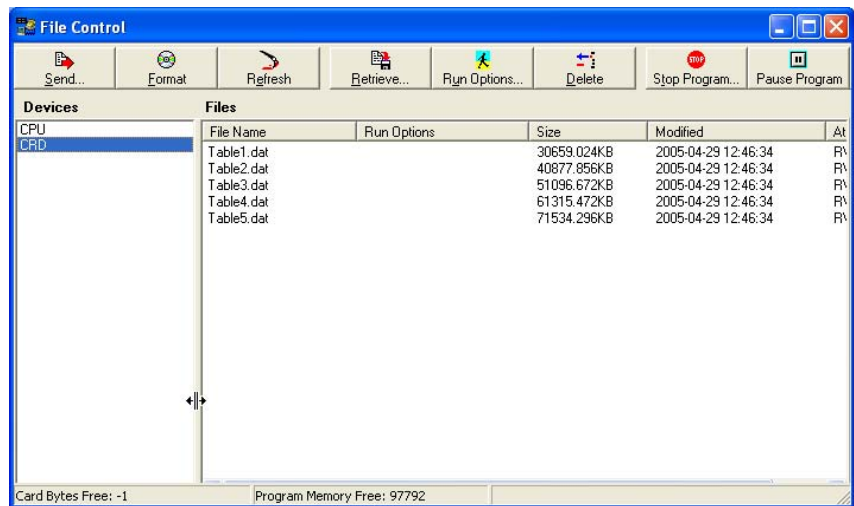 File Control
Send... Format Refresh Retrieve... Run Options... Delete Stop Program... Pause Program
Devices Files
CPU
CRD
File Name Run Options Size Modified At
Table1.dat 30659.024KB 2005-04-29 12:46:34
Table2.dat 40877.856KB 2005-04-29 12:46:34
Table3.dat 51096.672KB 2005-04-29 12:46:34
Table4.dat 61315.472KB 2005-04-29 12:46:34
Table5.dat 71534.296KB 2005-04-29 12:46:34
Card Bytes Free: -1 Program Memory Free: 97792